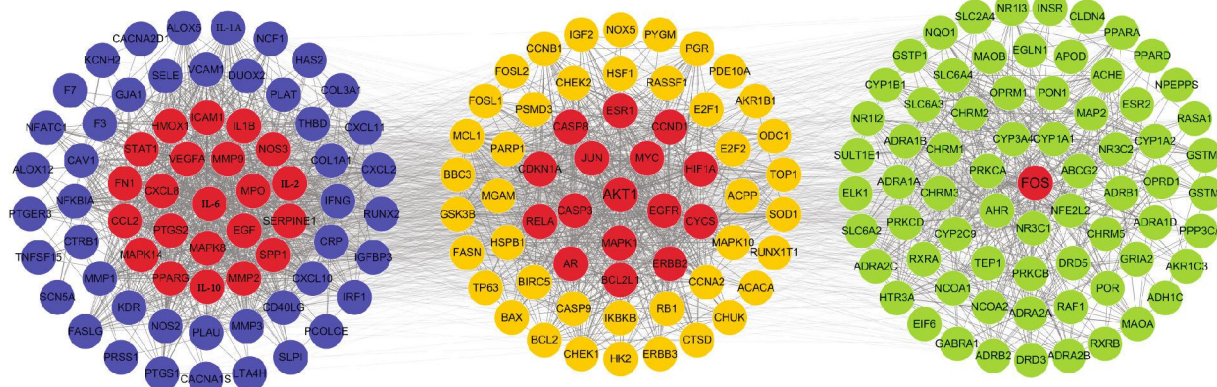 ALOX5
IL-1A
CACNA2D1
NCF1
KCNH2
SELE
VCAM1
DUOX2
HAS2
F7
GJA1
PLAT
COL3A1
NFATC1
F3
HMOX1
ICAM1
IL1B
THBD
CXCL11
STAT1
VEGFA
MMP9
NOS3
ALOX12
CAV1
COL1A1
CXCL2
FN1
CXCL8
MPO
IL-2
PTGER3
NFKBIA
IL-6
IFNG
RUNX2
CCL2
PTGS2
EGF
SERPINE1
TNFSF15
CTRB1
MAPK14
MAPK8
SPP1
CRP
IGFBP3
SCN5A
MMP1
PPARG
IL-10
MMP2
CXCL10
IRF1
FASLG
KDR
CD40LG
PCOLCE
NOS2
PLAU
MMP3
PRSS1
SLPI
PTGS1
CACNA1S
LTA4H
NOX5
IGF2
PYGM
CCNB1
PGR
FOSL2
CHEK2
HSF1
RASSF1
PDE10A
FOSL1
PSMD3
CASP8
ESR1
CCND1
E2F1
AKR1B1
MCL1
PARP1
CDKN1A
JUN
MYC
HIF1A
E2F2
ODC1
BBC3
MGAM
AKT1
ACPP
TOP1
GSK3B
RELA
CASP3
EGFR
CYCS
SOD1
FASN
HSPB1
MAPK1
MAPK10
RUNX1T1
TP63
BIRC5
AR
BCL2L1
ERBB2
CCNA2
ACACA
BAX
CASP9
IKBKB
RB1
CHUK
BCL2
CHEK1
HK2
ERBB3
CTSD
NR1I3
INSR
SLC2A4
CLDN4
NQO1
MAOB
EGLN1
APOD
PPARA
GSTP1
SLC6A4
OPRM1
PON1
ACHE
PPARD
CYP1B1
SLC6A3
CHRM2
MAP2
ESR2
NPEPPS
NR1I2
ADRA1B
CHRM1
CYP3A4
CYP1A1
NR3C2
CYP1A2
RASA1
SULT1E1
PRKCA
FOS
ABCG2
GSTM
ELK1
ADRA1A
CHRM3
ADRB1
OPRD1
GSTM
SLC6A2
PRKCD
AHR
NFE2L2
ADRA1D
PPP3CA
CYP2C9
NR3C1
CHRM5
ADRA2C
RXRA
TEP1
PRKCB
DRD5
GRIA2
AKR1C3
HTR3A
NCOA1
POR
ADH1C
NCOA2
ADRA2A
RAF1
EIF6
MAOA
GABRA1
RXRB
ADRB2
DRD3
ADRA2B